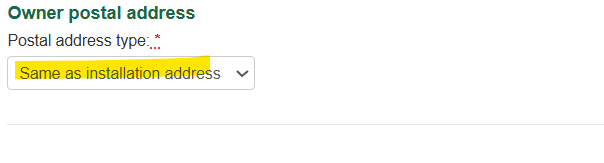 Owner postal address
Postal address type: *
Same as installation address